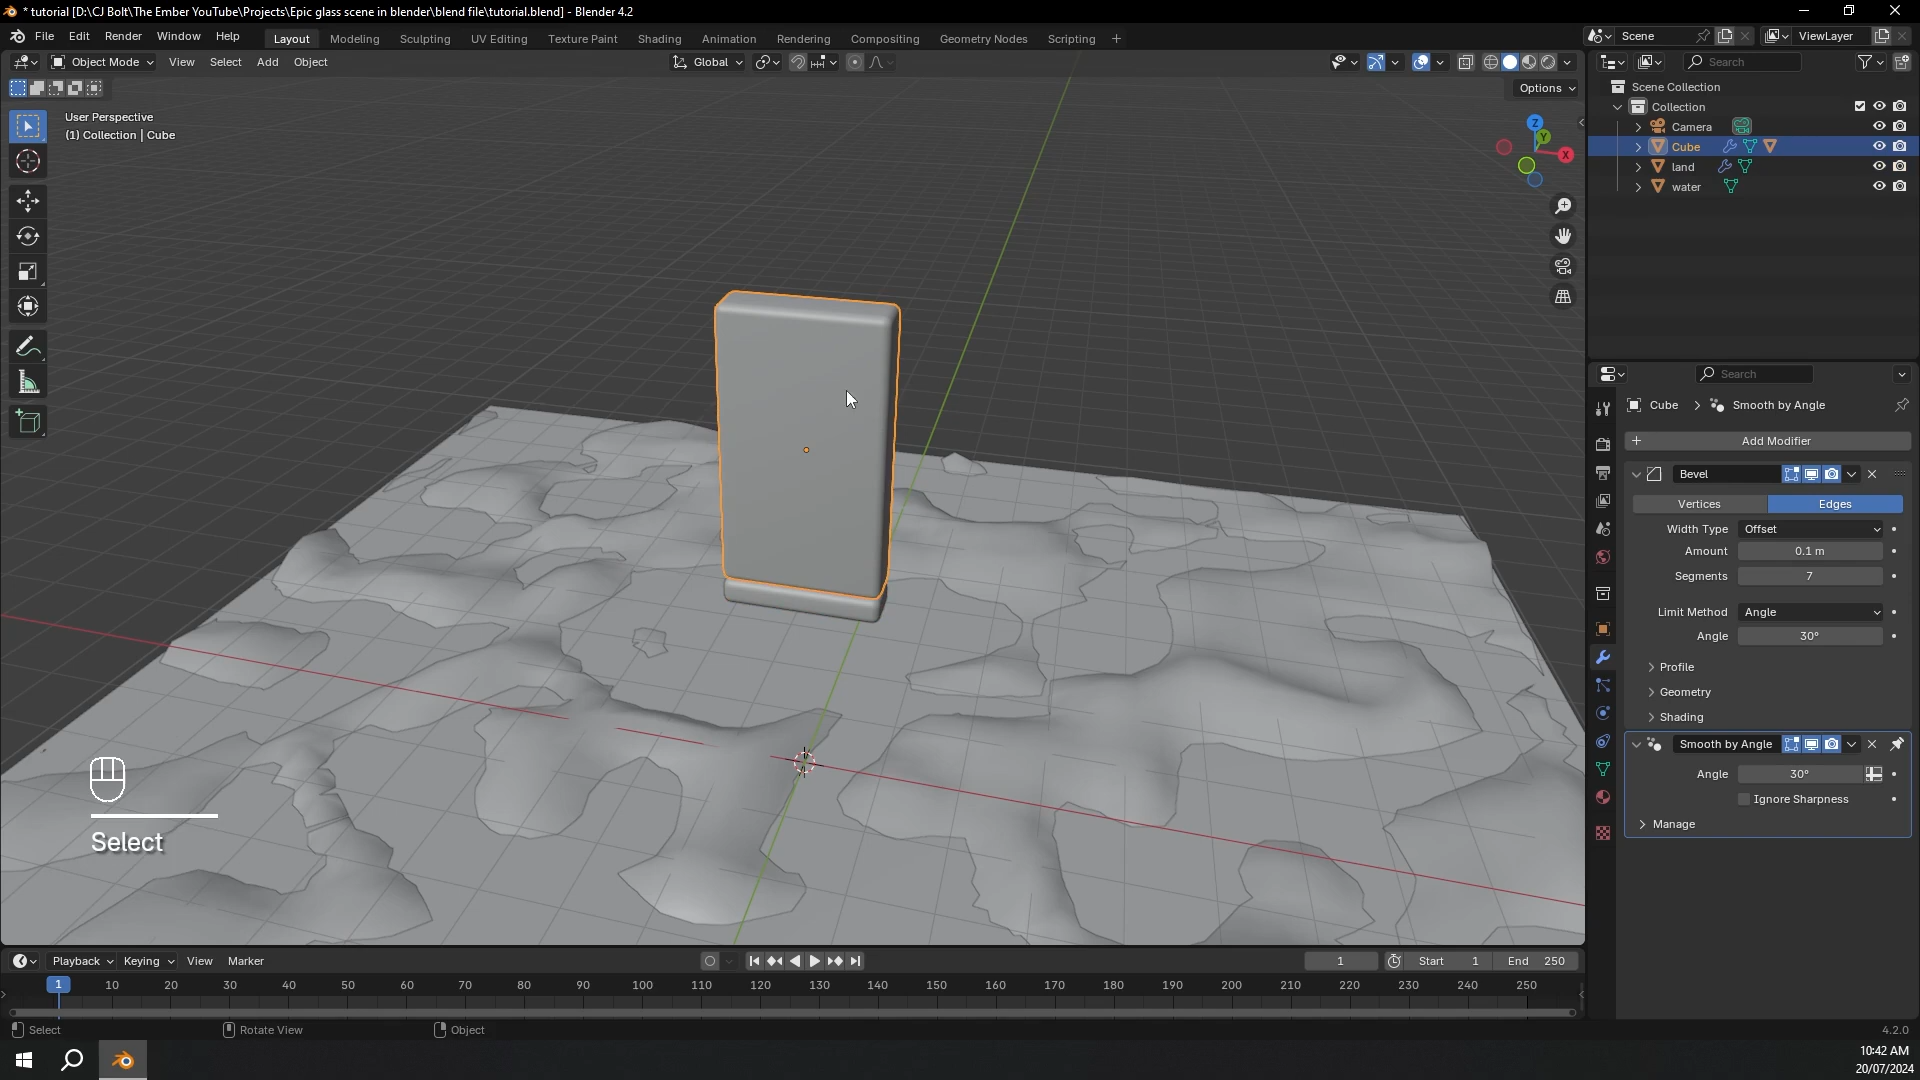 * tutorial [D:\CJ Bolt\The Ember YouTube\Projects\Epic glass scene in blender\blend file\tutorial.blend] - Blender 4.2
File Edit Render Window Help Layout Modeling Sculpting UV Editing Texture Paint Shading Animation Rendering Compositing Geometry Nodes Scripting Scene ViewLayer
Object Mode View Select Add Object Global Search
Options
User Perspective
(1) Collection | Cube
Z
Y
X
Scene Collection
Collection
Camera
Cube
land
water
Search
Cube Smooth by Angle
Add Modifier
Bevel
Vertices Edges
Width Type Offset
Amount 0.1 m
Segments 7
Limit Method Angle
Angle 30°
Profile
Geometry
Shading
Smooth by Angle
Angle 30°
Ignore Sharpness
Manage
Select
Playback Keying View Marker 1 Start 1 End 250
1 10 20 30 40 50 60 70 80 90 100 110 120 130 140 150 160 170 180 190 200 210 220 230 240 250
Select Rotate View Object 4.2.0
10:42 AM
20/07/2024